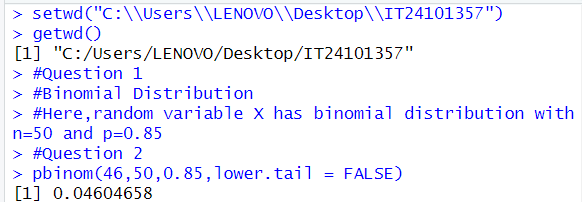 > setwd("C:\\Users\\LENOVO\\Desktop\\IT24101357")
> getwd()
[1] "C:/Users/LENOVO/Desktop/IT24101357"
> #Question 1
> #Binomial Distribution
> #Here,random variable X has binomial distribution with
n=50 and p=0.85
> #Question 2
> pbinom(46,50,0.85,lower.tail = FALSE)
[1] 0.04604658